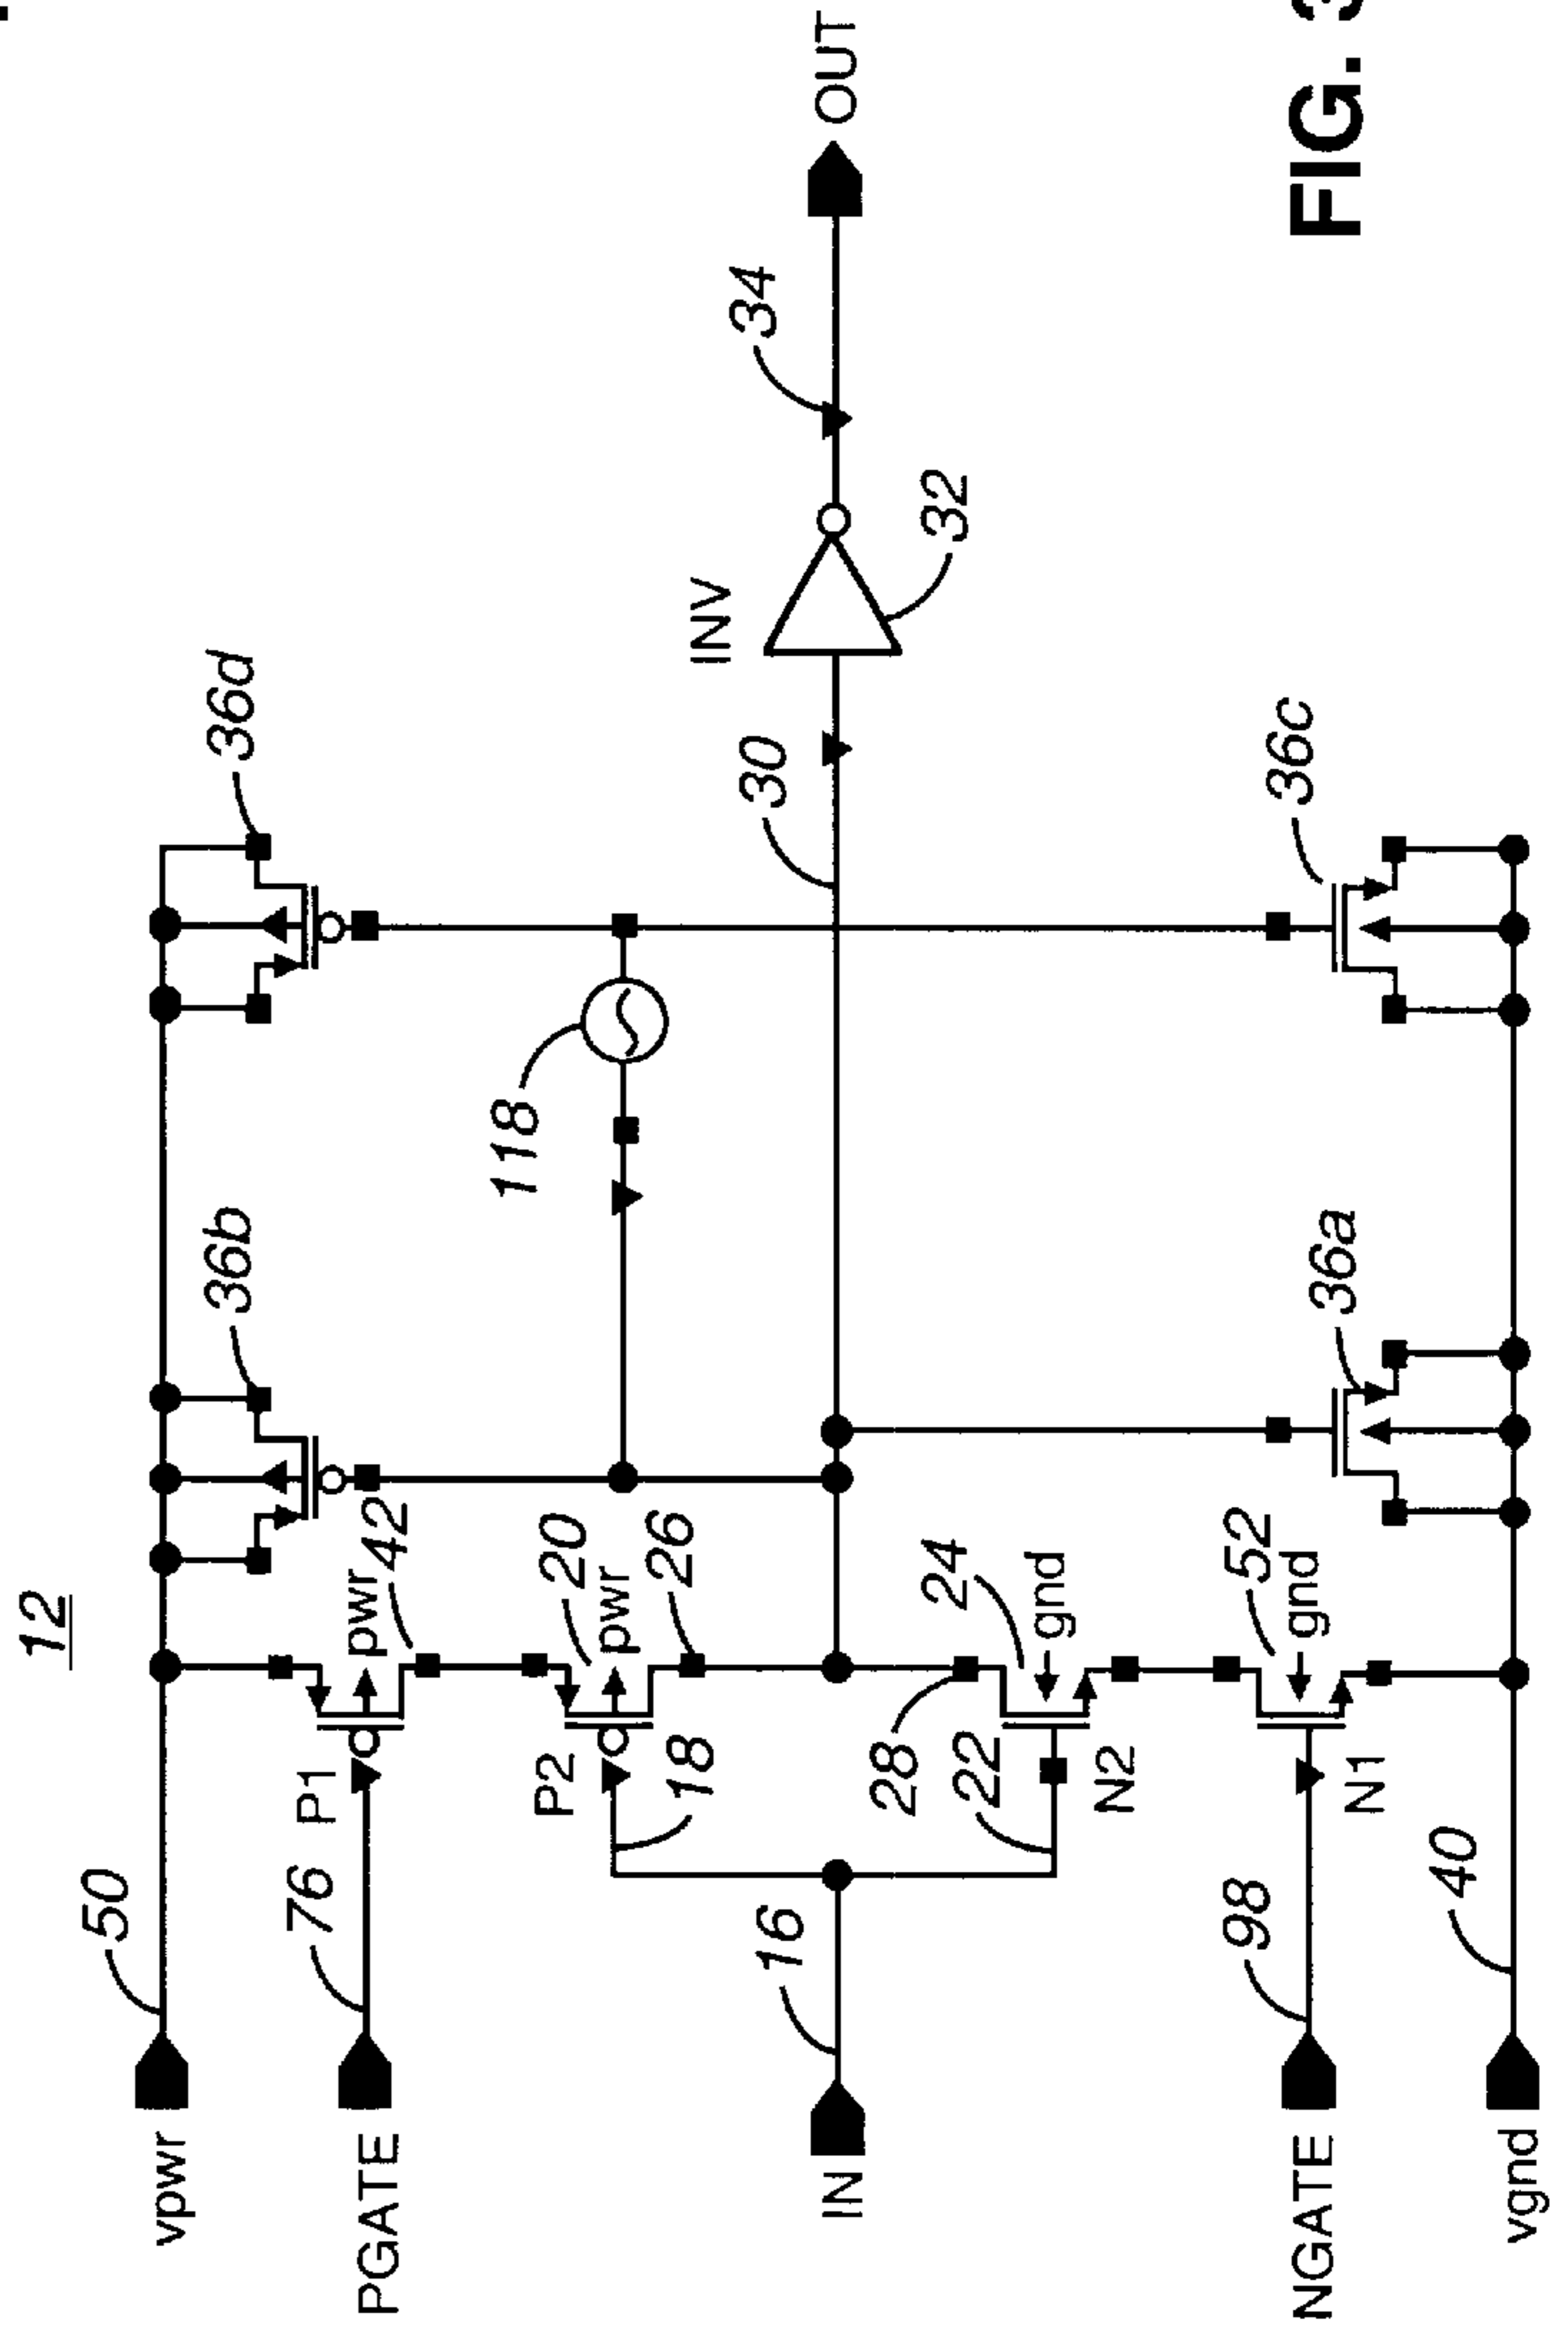 12
50
vpwr
36b
36d
76
PGATE
P1
pwr
42
P2
20
pwr
26
18
118
INV
30
34
16
IN
OUT
32
28
24
22
gnd
N2
98
NGATE
N1
52
gnd
36a
36c
40
vgnd
FIG. 3